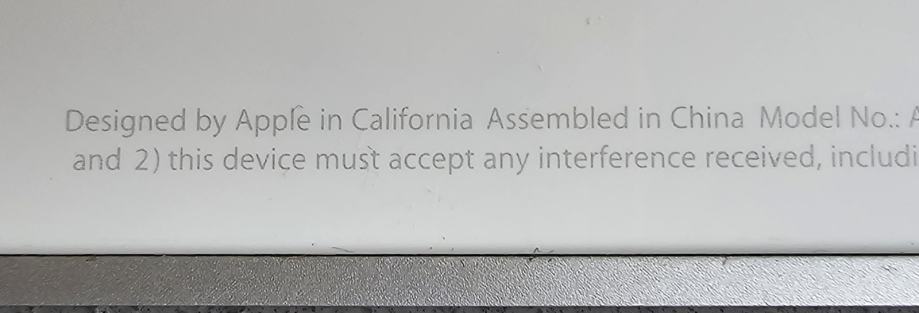 Designed by Apple in California Assembled in China Model No.: A
and 2) this device must accept any interference received, includi